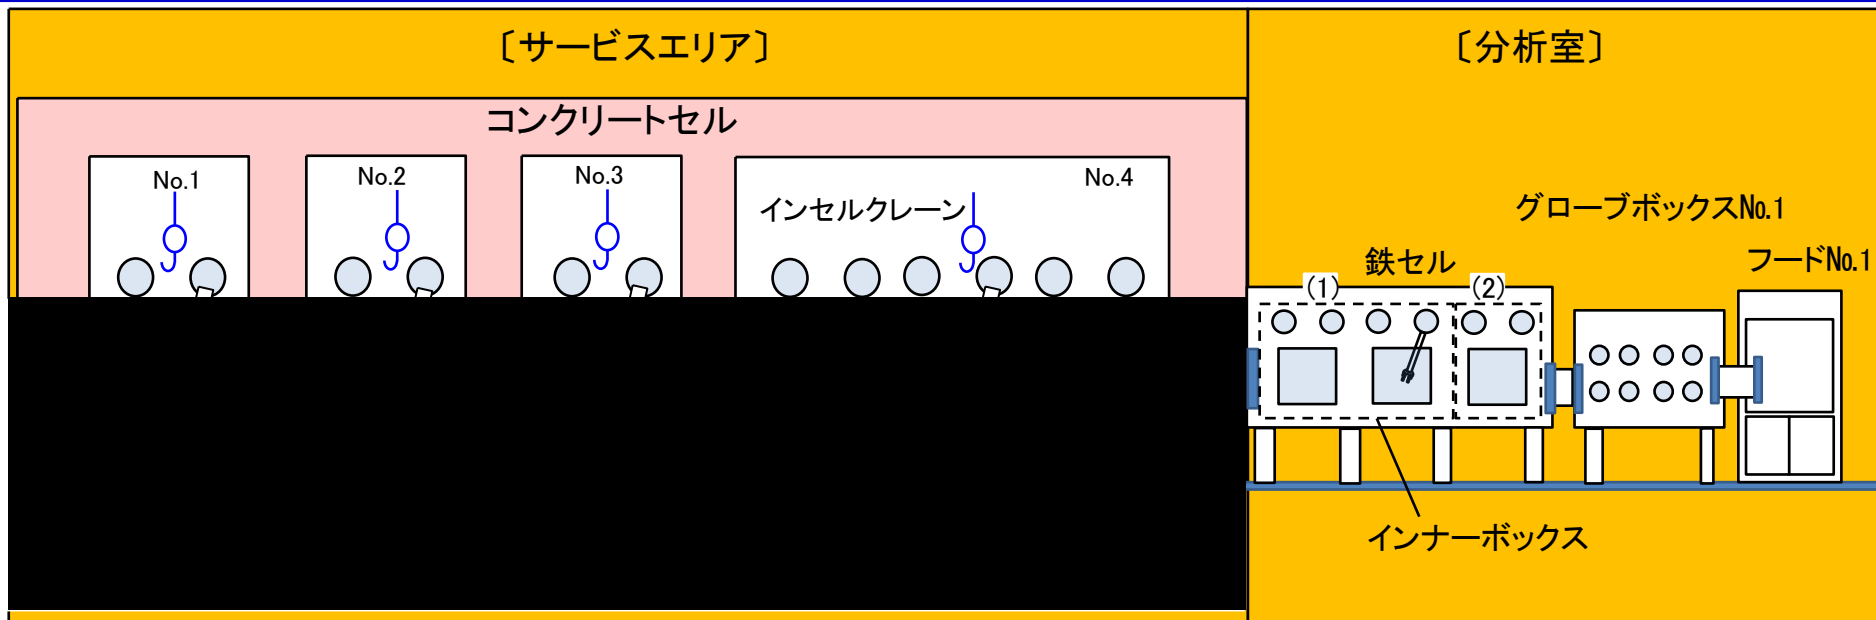 〔サービスエリア〕
〔分析室〕
コンクリートセル
No.1
No.2
No.3
No.4
インセルクレーン
グローブボックス№1
鉄セル
フード№1
(1)
(2)
インナーボックス